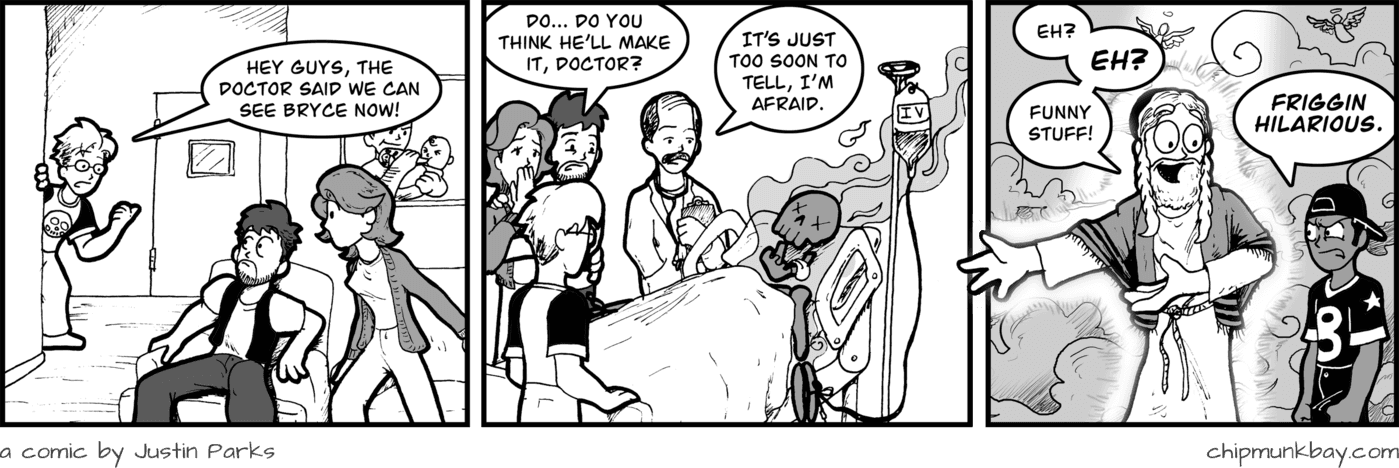 HEY GUYS, THE
DOCTOR SAID WE CAN
SEE BRYCE NOW!
DO... DO YOU
THINK HE'LL MAKE
IT, DOCTOR?
IT'S JUST
TOO SOON TO
TELL, I'M
AFRAID.
IV
EH?
EH?
FUNNY
STUFF!
FRIGGIN
HILARIOUS.
8
a comic by Justin Parks
chipmunkbay.com